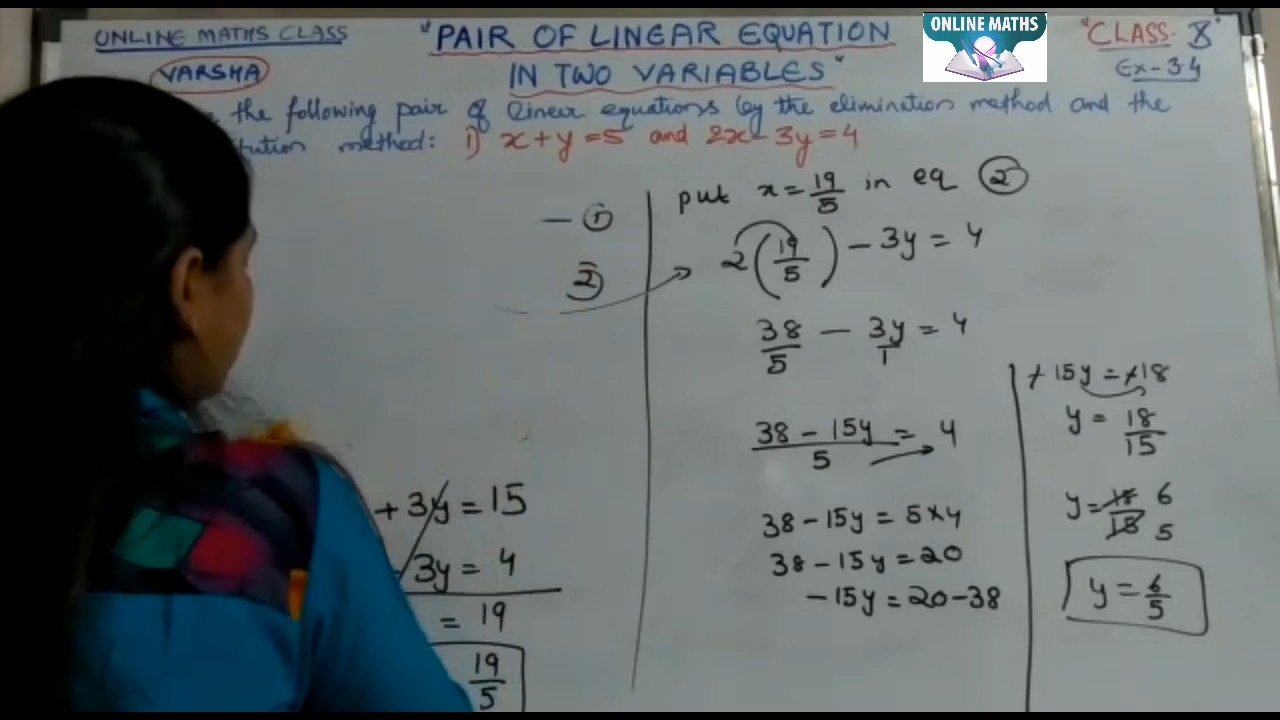 ONLINE MATHS CLASS
VARSHA
"PAIR OF LINEAR EQUATION
IN TWO VARIABLES"
ONLINE MATHS
"CLASS- 8"
Ex-3.4
the following pair of linear equations by the elimination method and the
method: 1) x+y=5 and 2x-3y=4
— ①
②
+ 3y = 15
3y = 4
= 19
19/5
put x=19/5 in eq ②
2(19/5) - 3y = 4
38/5 - 3y/1 = 4
(38 - 15y)/5 = 4
38 - 15y = 5×4
38 - 15y = 20
- 15y = 20-38
-15y = -18
y = 18/15
y = 18/15 6/5
y = 6/5